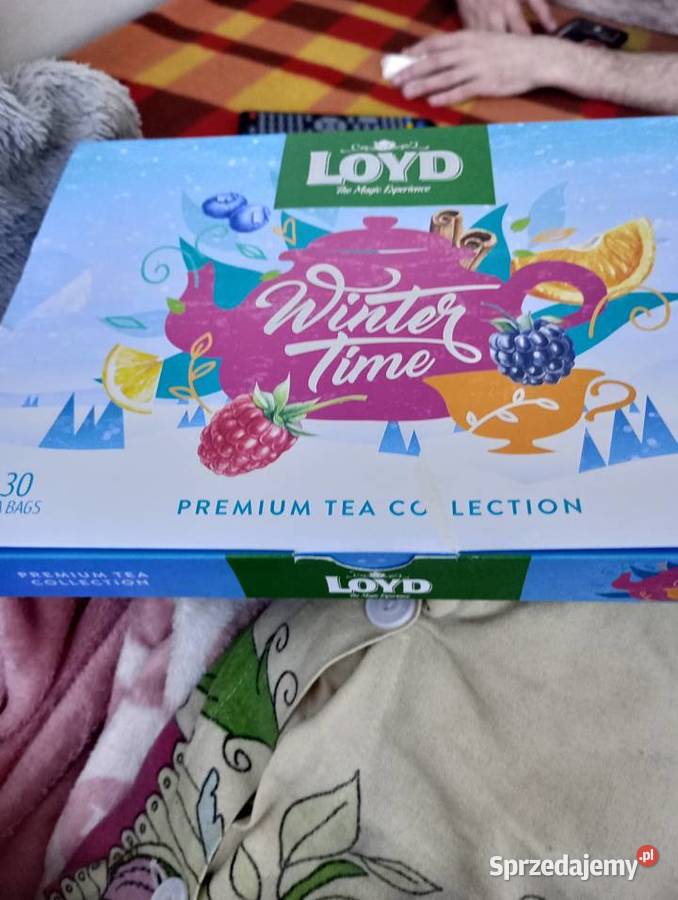 LOYD
The Magic Experience
Winter
Time
30
BAGS
PREMIUM TEA CO LECTION
PREMIUM TEA
COLLECTION
LOYD
The Magic Experience
Sprzedajemy.pl